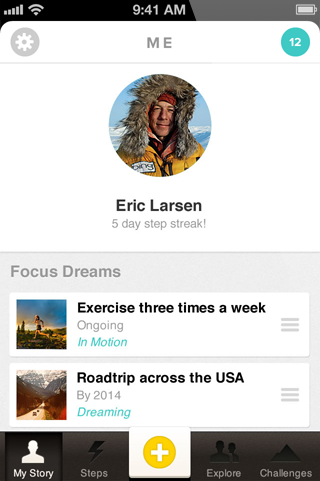 9:41 AM
ME
12
Eric Larsen
5 day step streak!
Focus Dreams
Exercise three times a week
Ongoing
In Motion
Roadtrip across the USA
By 2014
Dreaming
My Story
Steps
Explore
Challenges